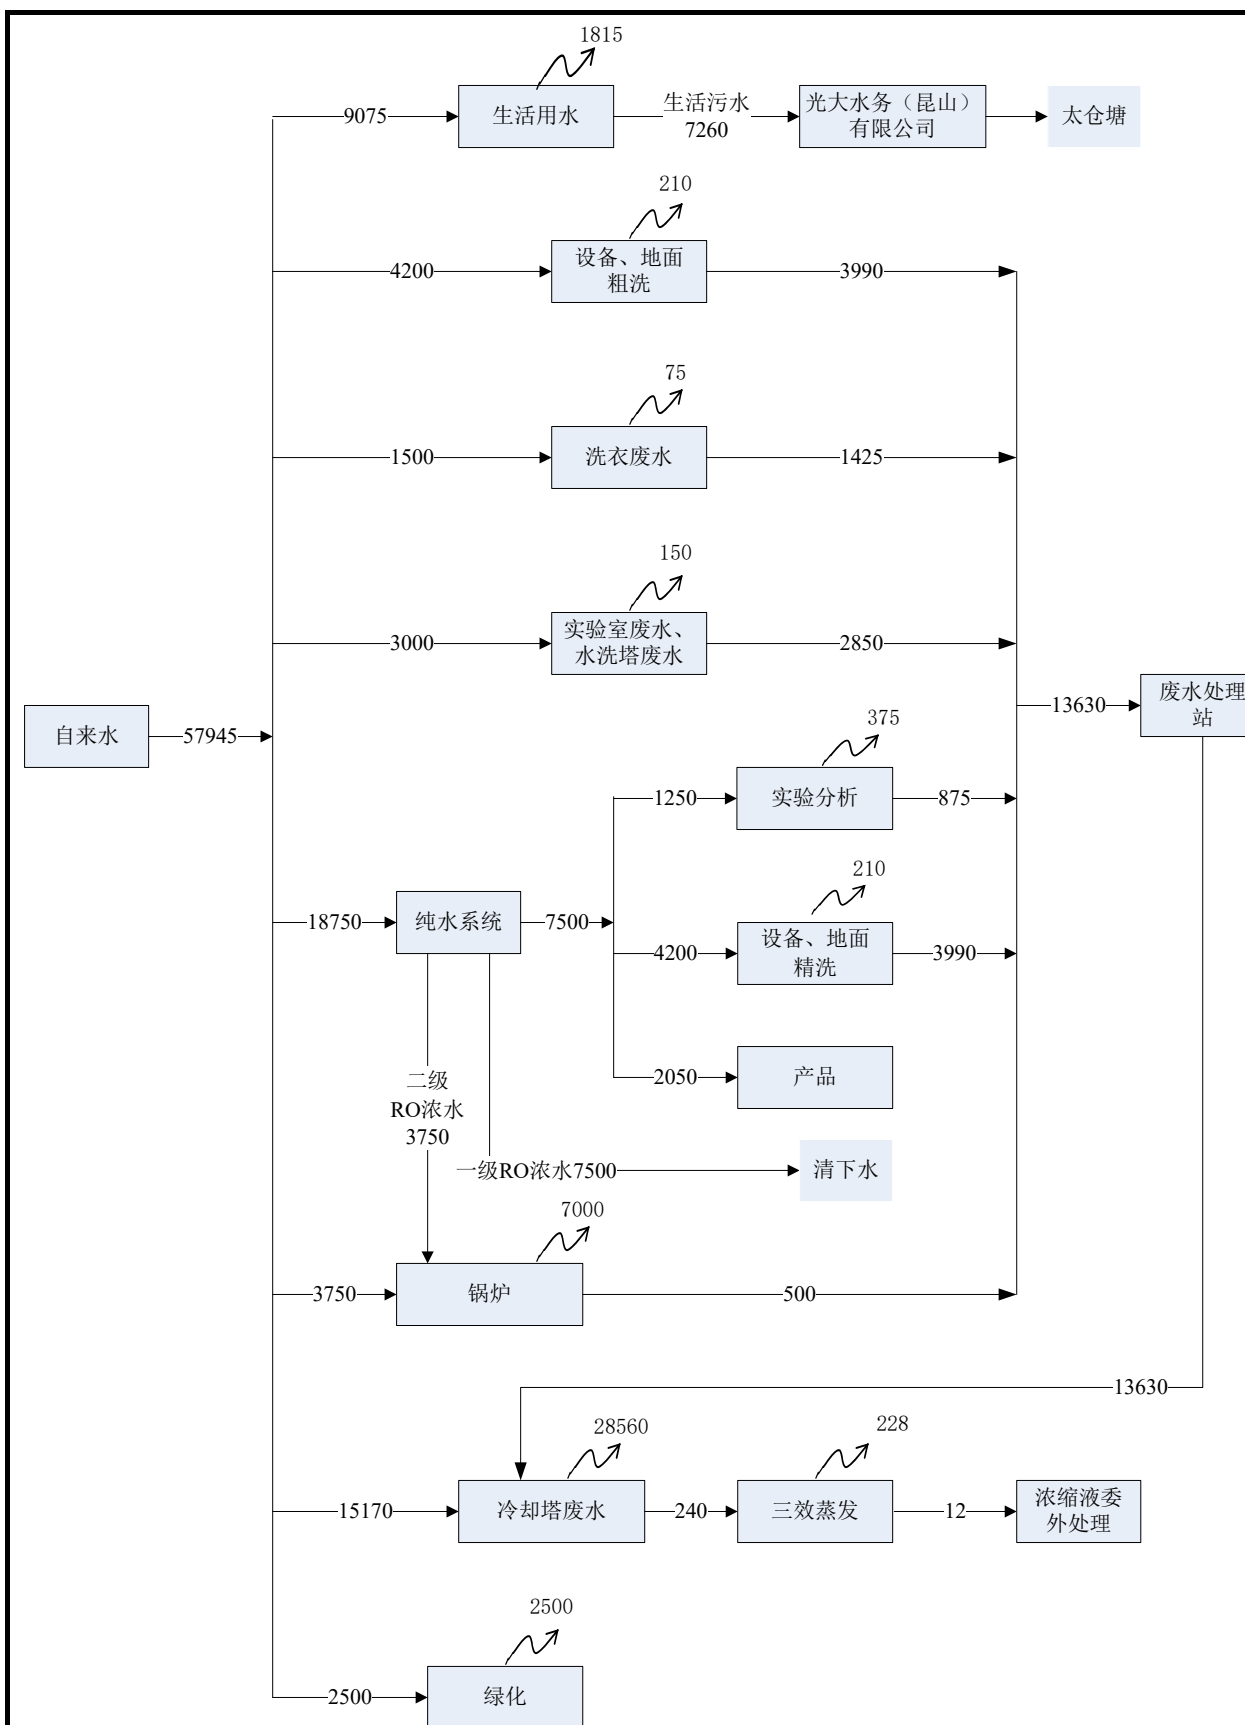 1815
9075
生活用水
生活污水
7260
光大水务（昆山）
有限公司
太仓塘
210
4200
设备、地面
粗洗
3990
75
1500
洗衣废水
1425
150
3000
实验室废水、
水洗塔废水
2850
自来水
57945
13630
废水处理
站
375
1250
实验分析
875
18750
纯水系统
7500
210
4200
设备、地面
精洗
3990
2050
产品
二级
RO浓水
3750
一级RO浓水7500
清下水
7000
3750
锅炉
500
13630
28560
15170
冷却塔废水
240
228
三效蒸发
12
浓缩液委
外处理
2500
2500
绿化